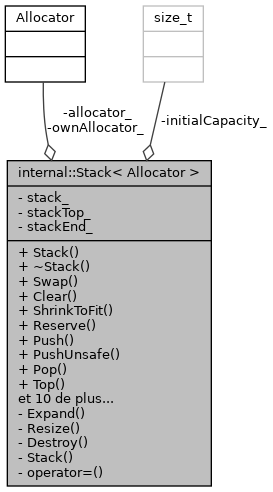 Allocator
size_t
-allocator_
-ownAllocator_
-initialCapacity_
internal::Stack< Allocator >
- stack_
- stackTop_
- stackEnd_
+ Stack()
+ ~Stack()
+ Swap()
+ Clear()
+ ShrinkToFit()
+ Reserve()
+ Push()
+ PushUnsafe()
+ Pop()
+ Top()
et 10 de plus...
- Expand()
- Resize()
- Destroy()
- Stack()
- operator=()